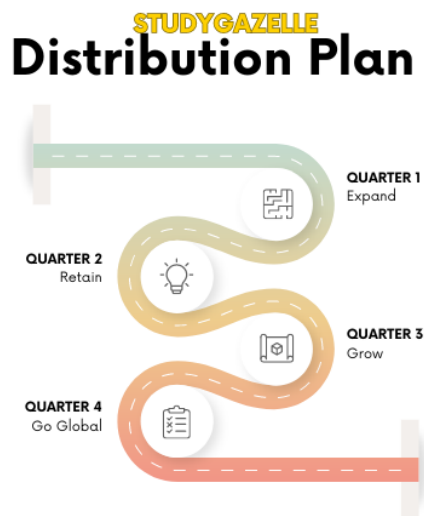 STUDYGAZELLE
Distribution Plan
QUARTER 1
Expand
QUARTER 2
Retain
QUARTER 3
Grow
QUARTER 4
Go Global